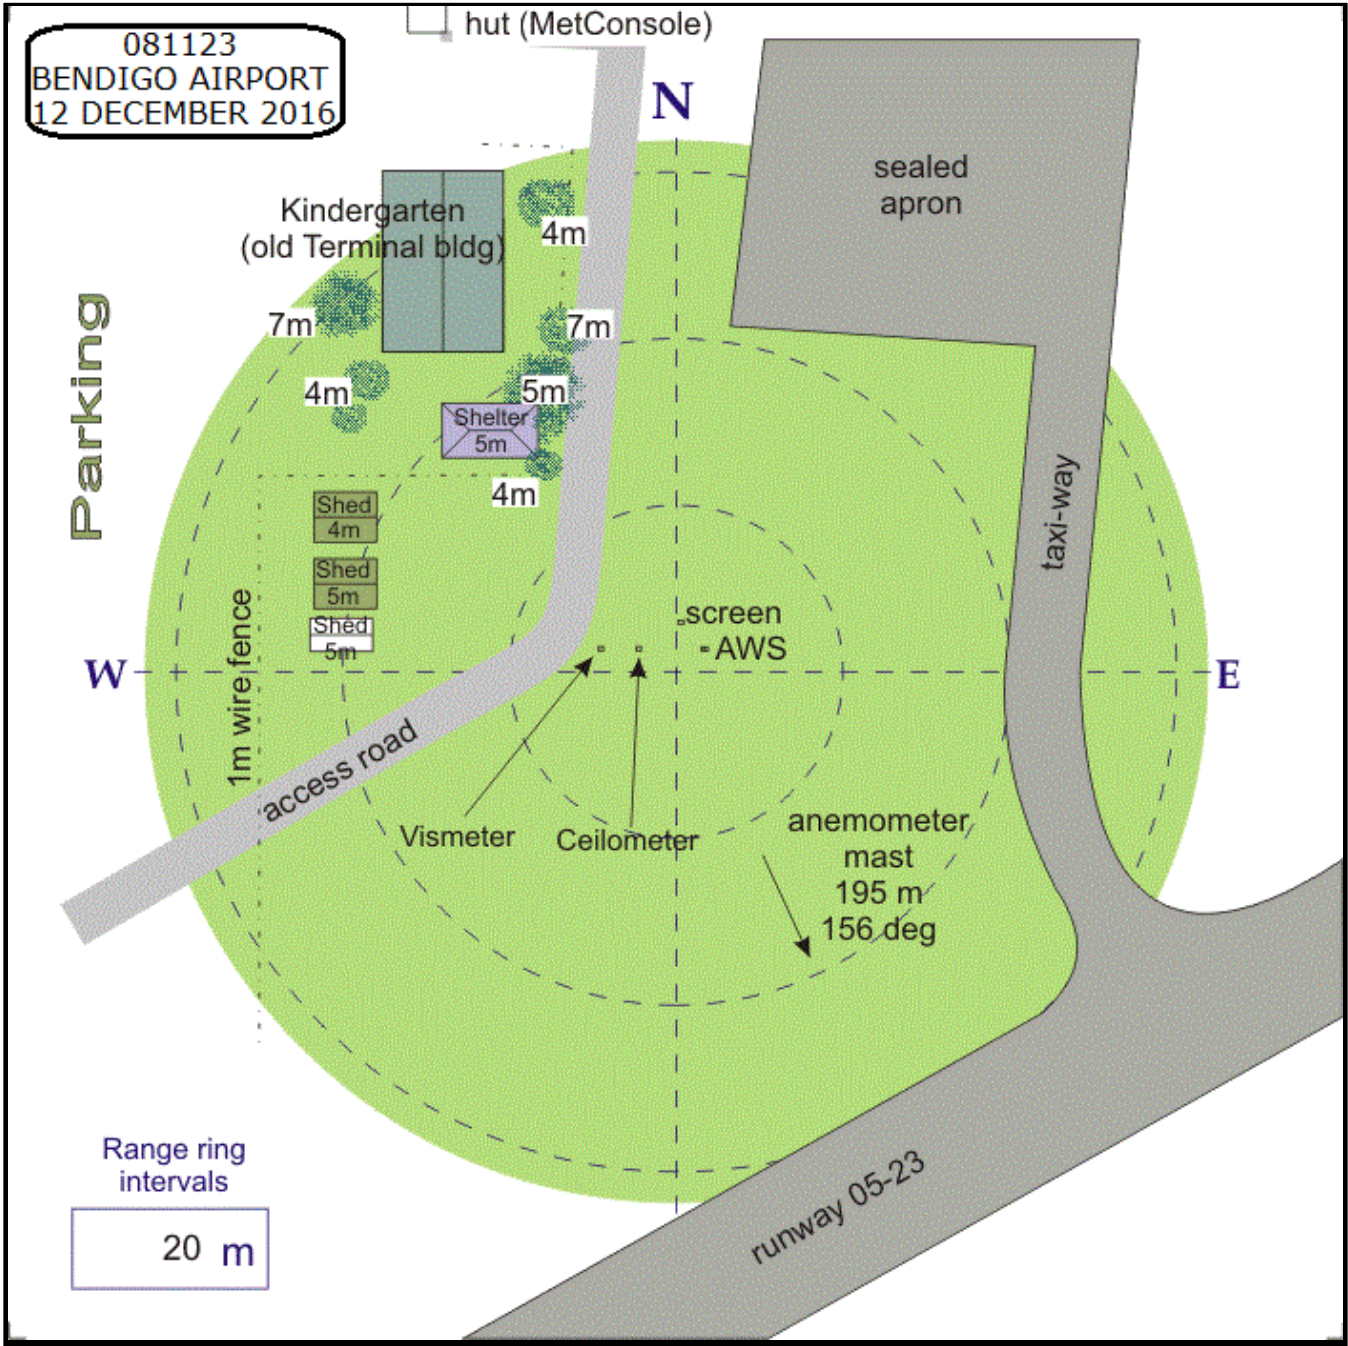 081123
BENDIGO AIRPORT
12 DECEMBER 2016
hut (MetConsole)
N
sealed
apron
Kindergarten
(old Terminal bldg)
4m
7m
7m
4m
5m
Shelter
5m
4m
Parking
Shed
4m
Shed
5m
Shed
5m
taxi-way
screen
AWS
W
E
1m wire fence
access road
Vismeter
Ceilometer
anemometer
mast
195 m
156 deg
Range ring
intervals
20 m
runway 05-23